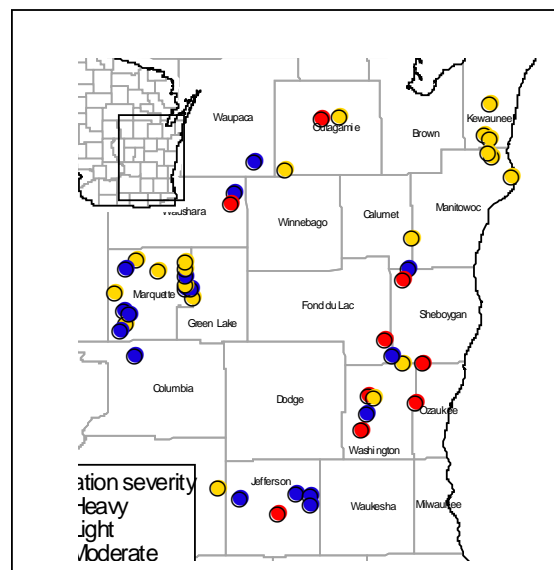 Waupaca
Outagamie
Brown
Kewaunee
Waushara
Winnebago
Calumet
Manitowoc
Marquette
Green Lake
Fond du Lac
Sheboygan
Columbia
Dodge
Washington
Ozaukee
Jefferson
Waukesha
Milwaukee
ation severity
Heavy
ight
Moderate